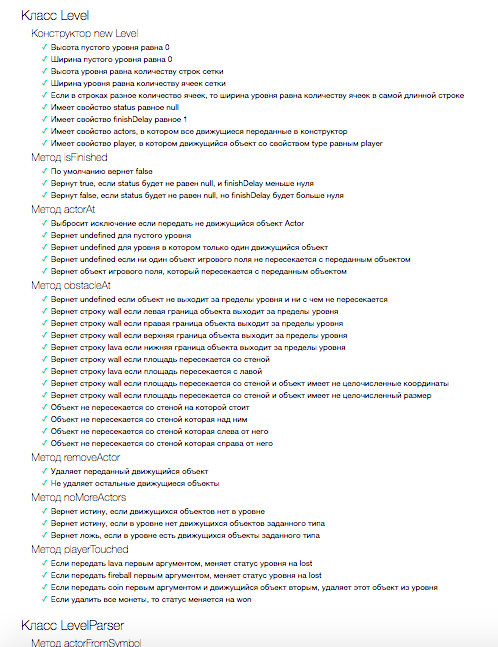 Класс Level
Конструктор new Level
✓ Высота пустого уровня равна 0
✓ Ширина пустого уровня равна 0
✓ Высота уровня равна количеству строк сетки
✓ Ширина уровня равна количеству ячеек сетки
✓ Если в строках разное количество ячеек, то ширина уровня равна количеству ячеек в самой длинной строке
✓ Имеет свойство status равное null
✓ Имеет свойство finishDelay равное 1
✓ Имеет свойство actors, в котором все движущиеся переданные в конструктор
✓ Имеет свойство player, в котором движущийся объект со свойством type равным player
Метод isFinished
✓ По умолчанию вернет false
✓ Вернут true, если status будет не равен null, и finishDelay меньше нуля
✓ Вернут false, если status будет не равен null, но finishDelay будет больше нуля
Метод actorAt
✓ Выбросит исключение если передать не движущийся объект Actor
✓ Вернет undefined для пустого уровня
✓ Вернет undefined для уровня в котором только один движущийся объект
✓ Вернет undefined если ни один объект игрового поля не пересекается с переданным объектом
✓ Вернет объект игрового поля, который пересекается с переданным объектом
Метод obstacleAt
✓ Вернет undefined если объект не выходит за пределы уровня и ни с чем не пересекается
✓ Вернет строку wall если левая граница объекта выходит за пределы уровня
✓ Вернет строку wall если правая граница объекта выходит за пределы уровня
✓ Вернет строку wall если верхняя граница объекта выходит за пределы уровня
✓ Вернет строку lava если нижняя граница объекта выходит за пределы уровня
✓ Вернет строку wall если площадь пересекается со стеной
✓ Вернет строку lava если площадь пересекается с лавой
✓ Вернет строку wall если площадь пересекается со стеной и объект имеет не целочисленные координаты
✓ Вернет строку wall если площадь пересекается со стеной и объект имеет не целочисленный размер
✓ Объект не пересекается со стеной на которой стоит
✓ Объект не пересекается со стеной которая над ним
✓ Объект не пересекается со стеной которая слева от него
✓ Объект не пересекается со стеной которая справа от него
Метод removeActor
✓ Удаляет переданный движущийся объект
✓ Не удаляет остальные движущиеся объекты
Метод noMoreActors
✓ Вернет истину, если движущихся объектов нет в уровне
✓ Вернет истину, если в уровне нет движущихся объектов заданного типа
✓ Вернет ложь, если в уровне есть движущихся объекты заданного типа
Метод playerTouched
✓ Если передать lava первым аргументом, меняет статус уровня на lost
✓ Если передать fireball первым аргументом, меняет статус уровня на lost
✓ Если передать coin первым аргументом и движущийся объект вторым, удаляет этот объект из уровня
✓ Если удалить все монеты, то статус меняется на won
Класс LevelParser
Метод actorFromSymbol